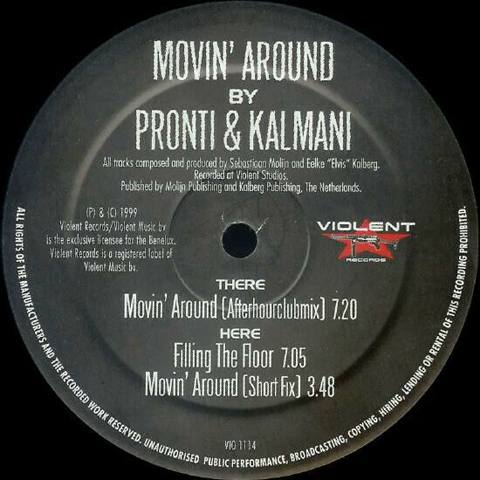 MOVIN' AROUND
BY
PRONTI & KALMANI
All tracks composed and produced by Sebastiaan Molijn and Eelke "Elvis" Kalberg.
Recorded at Violent Studios.
Published by Molijn Publishing and Kalberg Publishing, The Netherlands.
(P) & (C) 1999
Violent Records/Violent Music bv
is the exclusive licensee for the Benelux.
Violent Records is a registered label of
Violent Music bv.
VIOLENT
RECORDS
THERE
Movin' Around (Afterhourclubmix) 7.20
HERE
Filling The Floor 7.05
Movin' Around (Short Fix) 3.48
VIO 1114
ALL RIGHTS OF THE MANUFACTURERS AND THE RECORDED WORK RESERVED. UNAUTHORISED PUBLIC PERFORMANCE, BROADCASTING, COPYING, HIRING, LENDING OR RENTAL OF THIS RECORDING PROHIBITED.